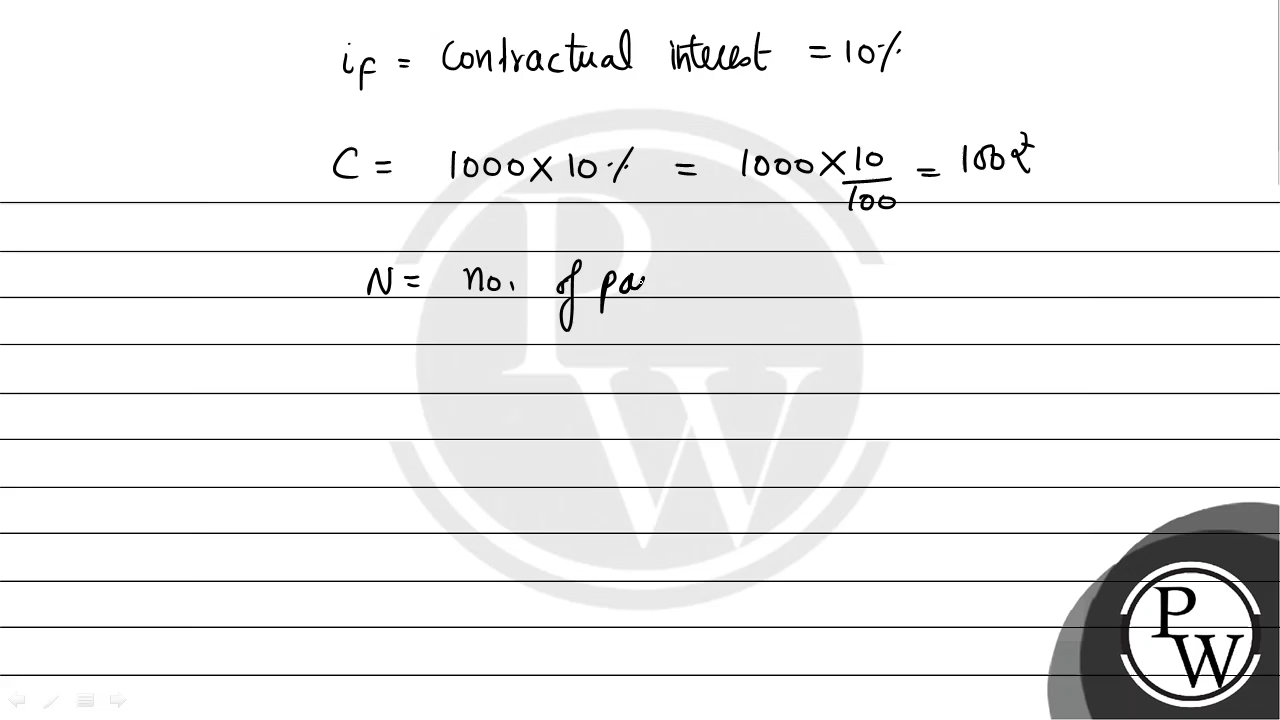 i_F = contractual interest = 10%
C = 1000 × 10% = 1000 × 10/100 = 100₹
N = no. of pa
P W
P W